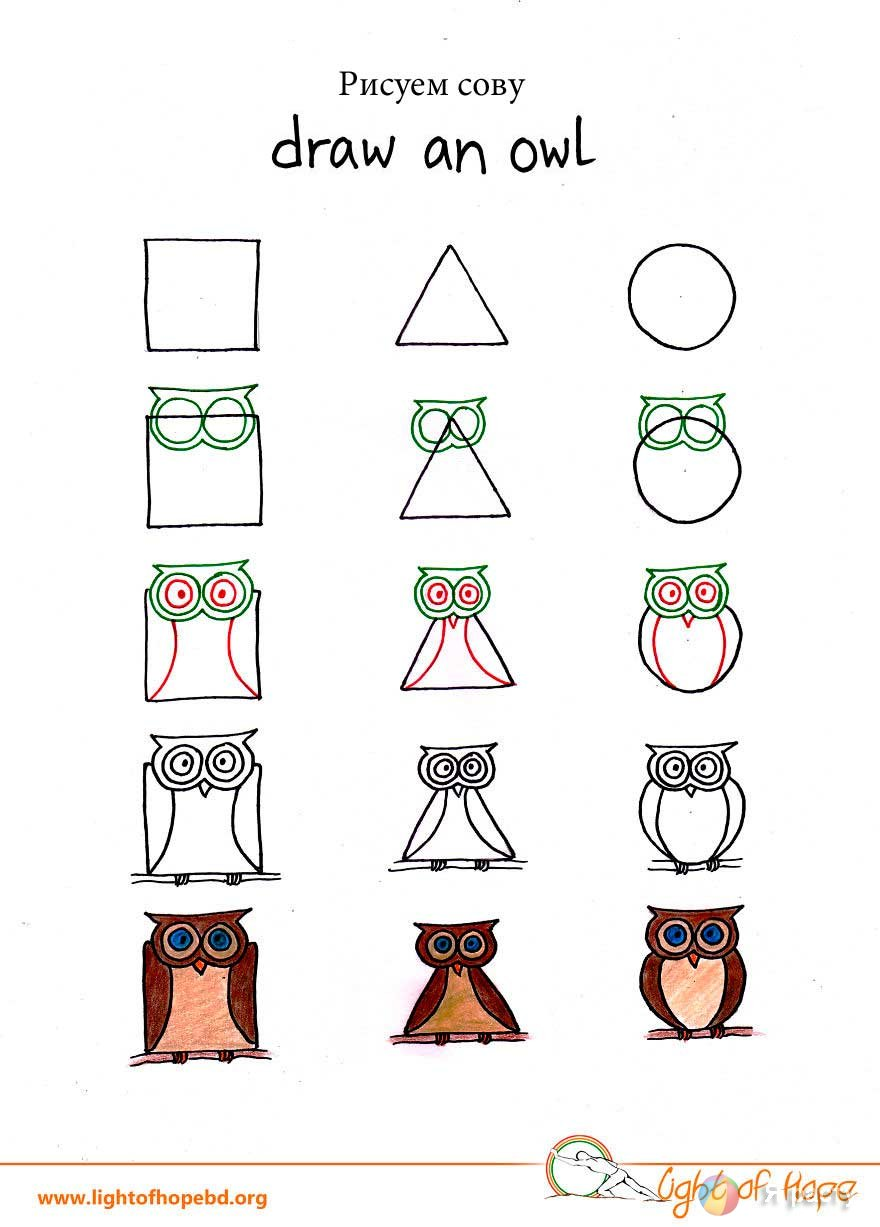 Рисуем сову
draw an owl
www.lightofhopebd.org
Light of Hope